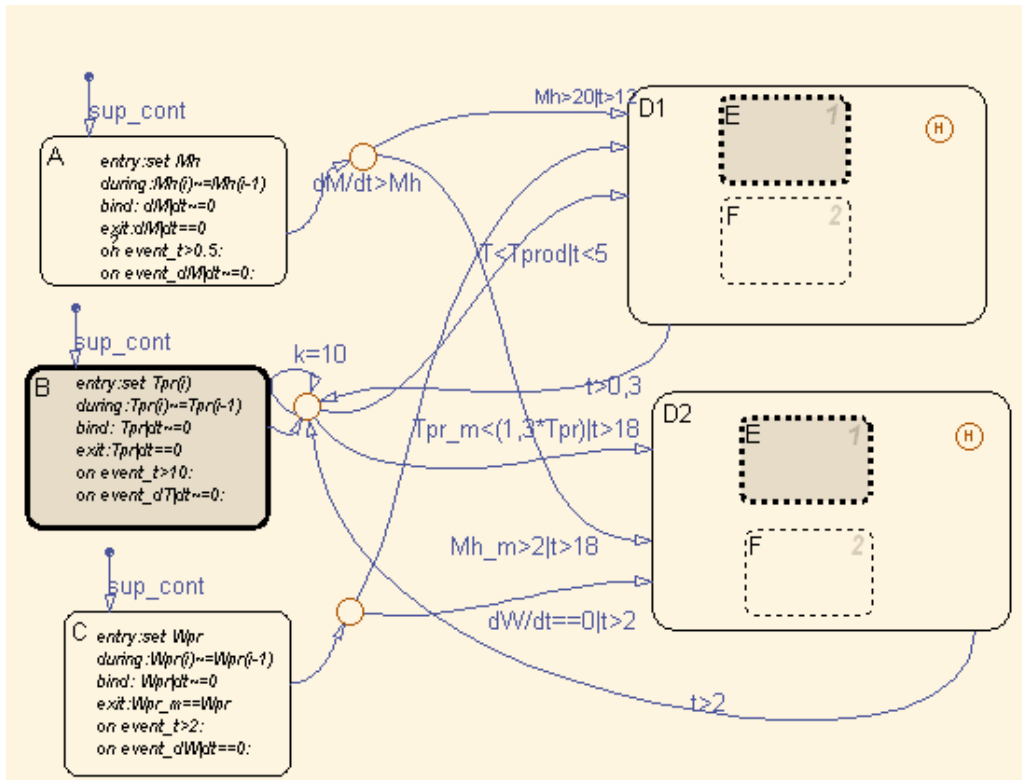 sup_cont
A
entry:set Mh
during:Mh(i)~=Mh(i-1)
bind: dM|dt~=0
exit:dM|dt==0
on event_t>0.5:
on event_dM|dt~=0:
?
dM/dt>Mh
Mh>20|t>12
D1
E
1
H
F
2
T<Tprod|t<5
sup_cont
B
entry:set Tpr(i)
during:Tpr(i)~=Tpr(i-1)
bind: Tpr|dt~=0
exit:Tpr|dt==0
on event_t>10:
on event_dT|dt~=0:
k=10
t>0,3
Tpr_m<(1,3*Tpr)|t>18
D2
E
1
H
F
2
Mh_m>2|t>18
sup_cont
C
entry:set Wpr
during:Wpr(i)~=Wpr(i-1)
bind: Wpr|dt~=0
exit:Wpr_m==Wpr
on event_t>2:
on event_dW|dt==0:
dW/dt==0|t>2
t>2